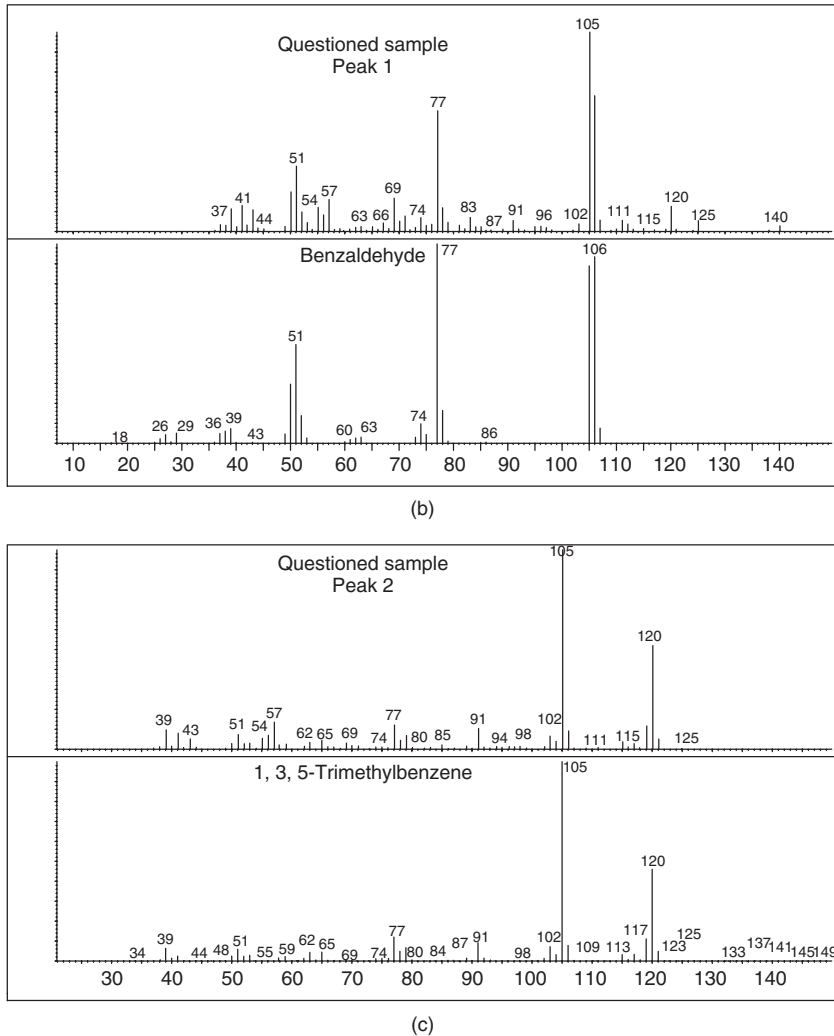 Questioned sample
Peak 1
105
77
51
37 41 44 54 57 63 66 69 74 83 87 91 96 102 111 115 120 125 140
Benzaldehyde
77
106
51
18 26 29 36 39 43 60 63 74 86
10 20 30 40 50 60 70 80 90 100 110 120 130 140
(b)
Questioned sample
Peak 2
105
120
39 43 51 54 57 62 65 69 74 77 80 85 91 94 98 102 111 115 125
1, 3, 5-Trimethylbenzene
105
120
34 39 44 48 51 55 59 62 65 69 74 77 80 84 87 91 98 102 109 113 117 123 125 133 137 141 145 149
30 40 50 60 70 80 90 100 110 120 130 140
(c)